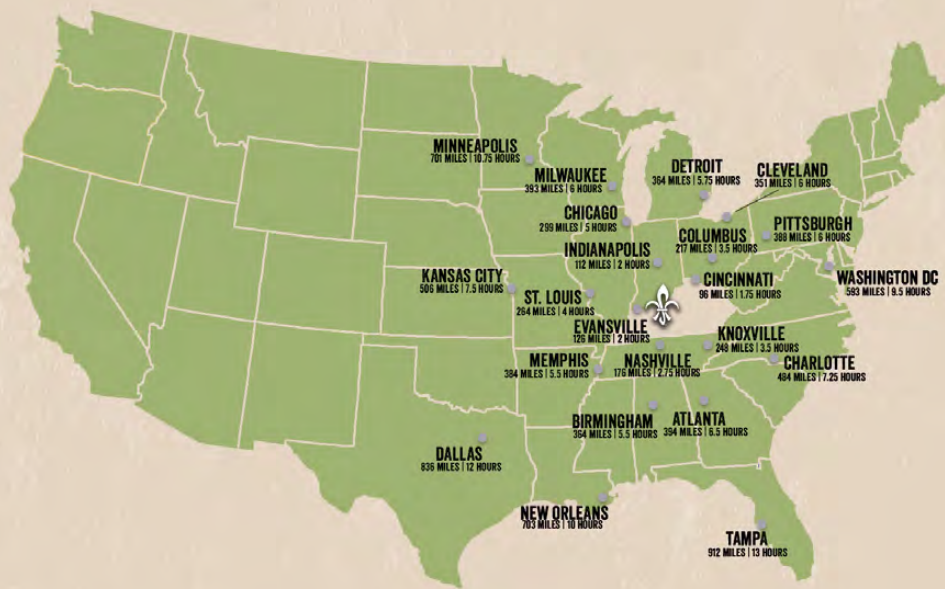 MINNEAPOLIS
701 MILES | 10.75 HOURS
MILWAUKEE
393 MILES | 6 HOURS
DETROIT
364 MILES | 5.75 HOURS
CLEVELAND
351 MILES | 6 HOURS
CHICAGO
299 MILES | 5 HOURS
COLUMBUS
217 MILES | 3.5 HOURS
PITTSBURGH
388 MILES | 6 HOURS
INDIANAPOLIS
112 MILES | 2 HOURS
KANSAS CITY
506 MILES | 7.5 HOURS
ST. LOUIS
264 MILES | 4 HOURS
CINCINNATI
96 MILES | 1.75 HOURS
WASHINGTON DC
593 MILES | 9.5 HOURS
EVANSVILLE
126 MILES | 2 HOURS
KNOXVILLE
248 MILES | 3.5 HOURS
MEMPHIS
384 MILES | 5.5 HOURS
NASHVILLE
176 MILES | 2.75 HOURS
CHARLOTTE
484 MILES | 7.25 HOURS
BIRMINGHAM
364 MILES | 5.5 HOURS
ATLANTA
394 MILES | 6.5 HOURS
DALLAS
836 MILES | 12 HOURS
NEW ORLEANS
703 MILES | 10 HOURS
TAMPA
912 MILES | 13 HOURS